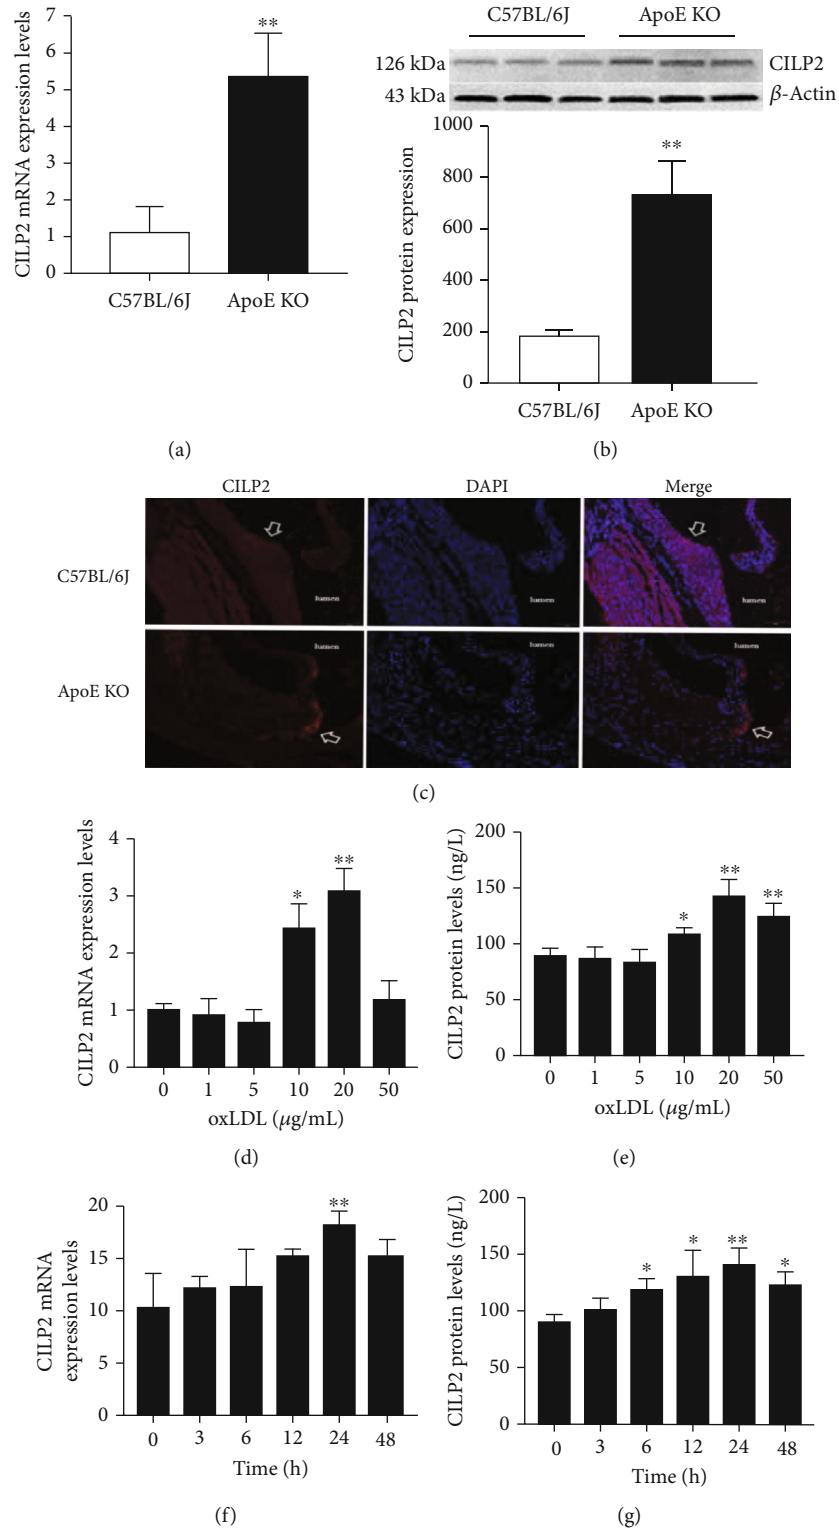 7
6
5
4
3
2
1
0
CILP2 mRNA expression levels
**
C57BL/6J
ApoE KO
(a)
C57BL/6J
ApoE KO
126 kDa
CILP2
43 kDa
β-Actin
1000
800
600
400
200
0
CILP2 protein expression
**
C57BL/6J
ApoE KO
(b)
CILP2
DAPI
Merge
C57BL/6J
lumen
lumen
lumen
ApoE KO
lumen
lumen
lumen
(c)
4
3
2
1
0
CILP2 mRNA expression levels
*
**
0 1 5 10 20 50
oxLDL (μg/mL)
(d)
200
150
100
50
0
CILP2 protein levels (ng/L)
*
**
**
0 1 5 10 20 50
oxLDL (μg/mL)
(e)
20
15
10
5
0
CILP2 mRNA
expression levels
**
0 3 6 12 24 48
Time (h)
(f)
200
150
100
50
0
CILP2 protein levels (ng/L)
*
*
**
*
0 3 6 12 24 48
Time (h)
(g)